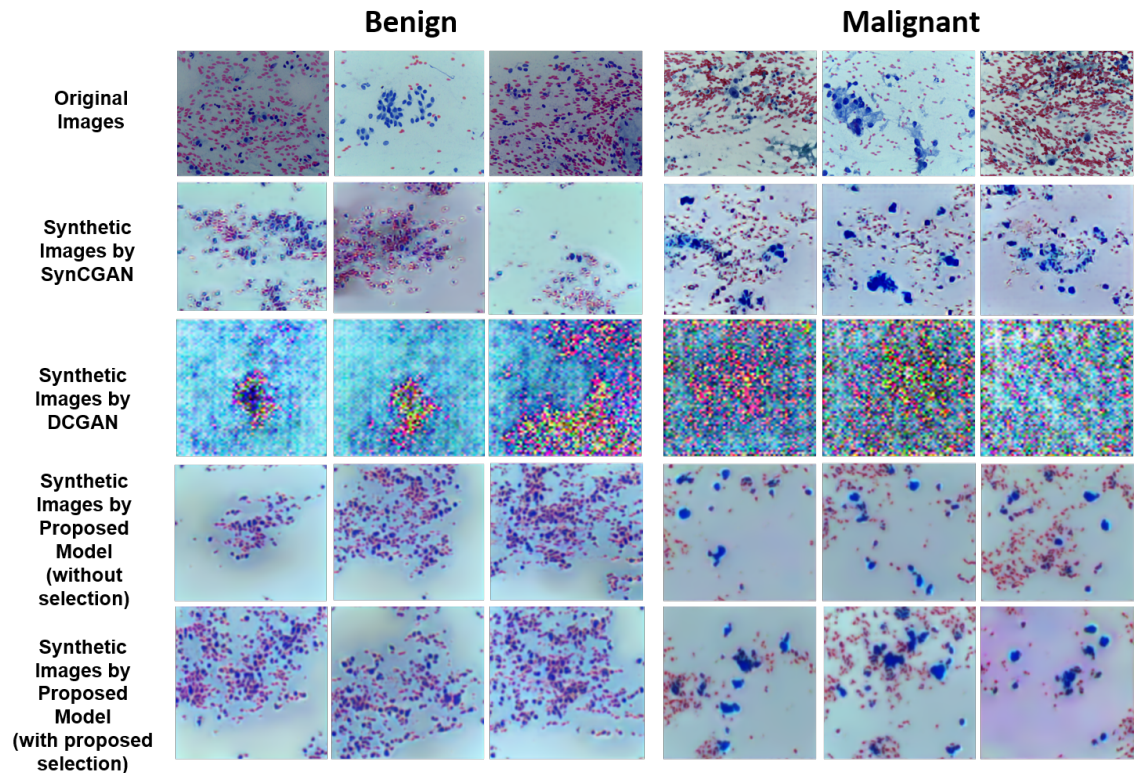 Benign
Malignant
Original
Images
Synthetic
Images by
SynCGAN
Synthetic
Images by
DCGAN
Synthetic
Images by
Proposed
Model
(without
selection)
Synthetic
Images by
Proposed
Model
(with proposed
selection)